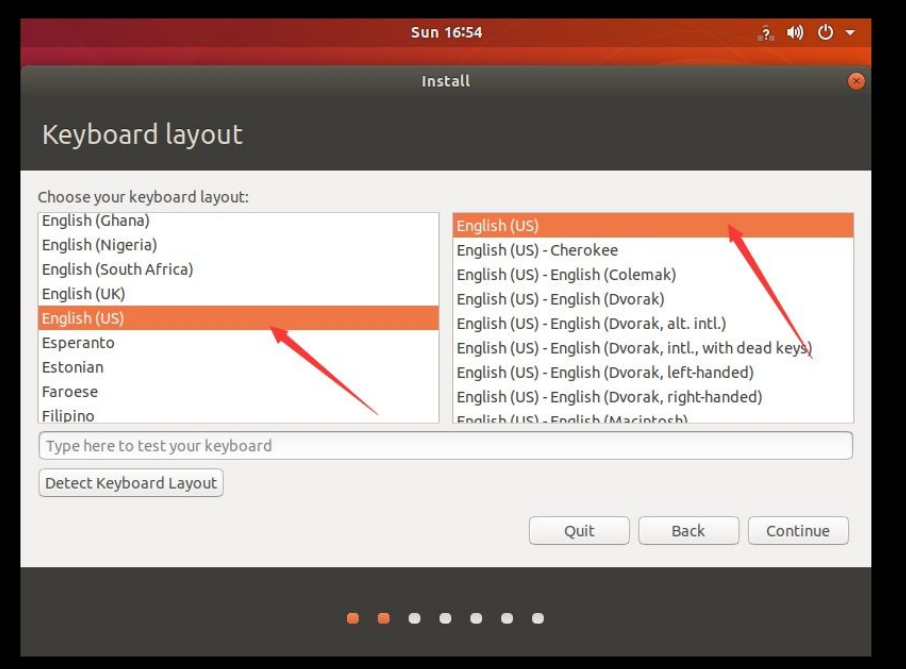 Sun 16:54
?
Install
Keyboard layout
Choose your keyboard layout:
English (Ghana)
English (Nigeria)
English (South Africa)
English (UK)
English (US)
Esperanto
Estonian
Faroese
Filipino
English (US)
English (US) - Cherokee
English (US) - English (Colemak)
English (US) - English (Dvorak)
English (US) - English (Dvorak, alt. intl.)
English (US) - English (Dvorak, intl., with dead keys)
English (US) - English (Dvorak, left-handed)
English (US) - English (Dvorak, right-handed)
English (US) - English (Macintosh)
Type here to test your keyboard
Detect Keyboard Layout
Quit
Back
Continue